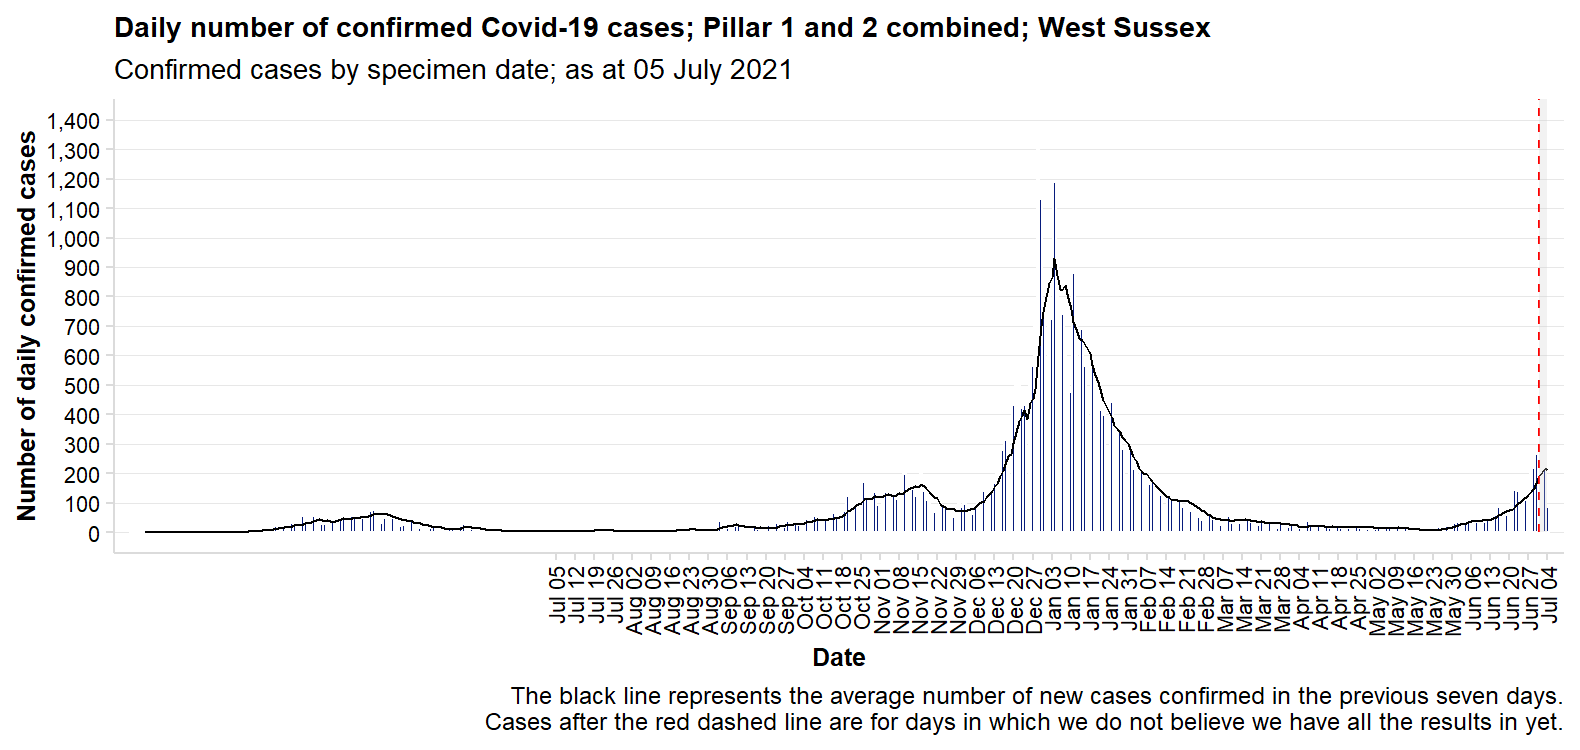 Daily number of confirmed Covid-19 cases; Pillar 1 and 2 combined; West Sussex
Confirmed cases by specimen date; as at 05 July 2021
Number of daily confirmed cases
1,400
1,300
1,200
1,100
1,000
900
800
700
600
500
400
300
200
100
0
Jul 05
Jul 12
Jul 19
Jul 26
Aug 02
Aug 09
Aug 16
Aug 23
Aug 30
Sep 06
Sep 13
Sep 20
Sep 27
Oct 04
Oct 11
Oct 18
Oct 25
Nov 01
Nov 08
Nov 15
Nov 22
Nov 29
Dec 06
Dec 13
Dec 20
Dec 27
Jan 03
Jan 10
Jan 17
Jan 24
Jan 31
Feb 07
Feb 14
Feb 21
Feb 28
Mar 07
Mar 14
Mar 21
Mar 28
Apr 04
Apr 11
Apr 18
Apr 25
May 02
May 09
May 16
May 23
May 30
Jun 06
Jun 13
Jun 20
Jun 27
Jul 04
Date
The black line represents the average number of new cases confirmed in the previous seven days.
Cases after the red dashed line are for days in which we do not believe we have all the results in yet.